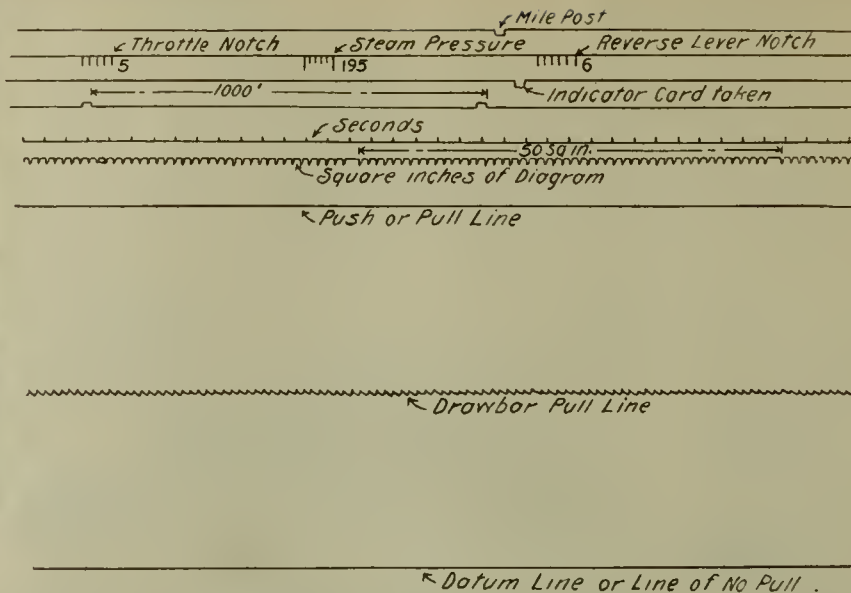 Mile Post
Throttle Notch Steam Pressure Reverse Lever Notch
5 195 6
1000'
Indicator Card taken
Seconds
50 sq in.
Square inches of Diagram
Push or Pull Line
Drawbar Pull Line
Datum Line or Line of No Pull.